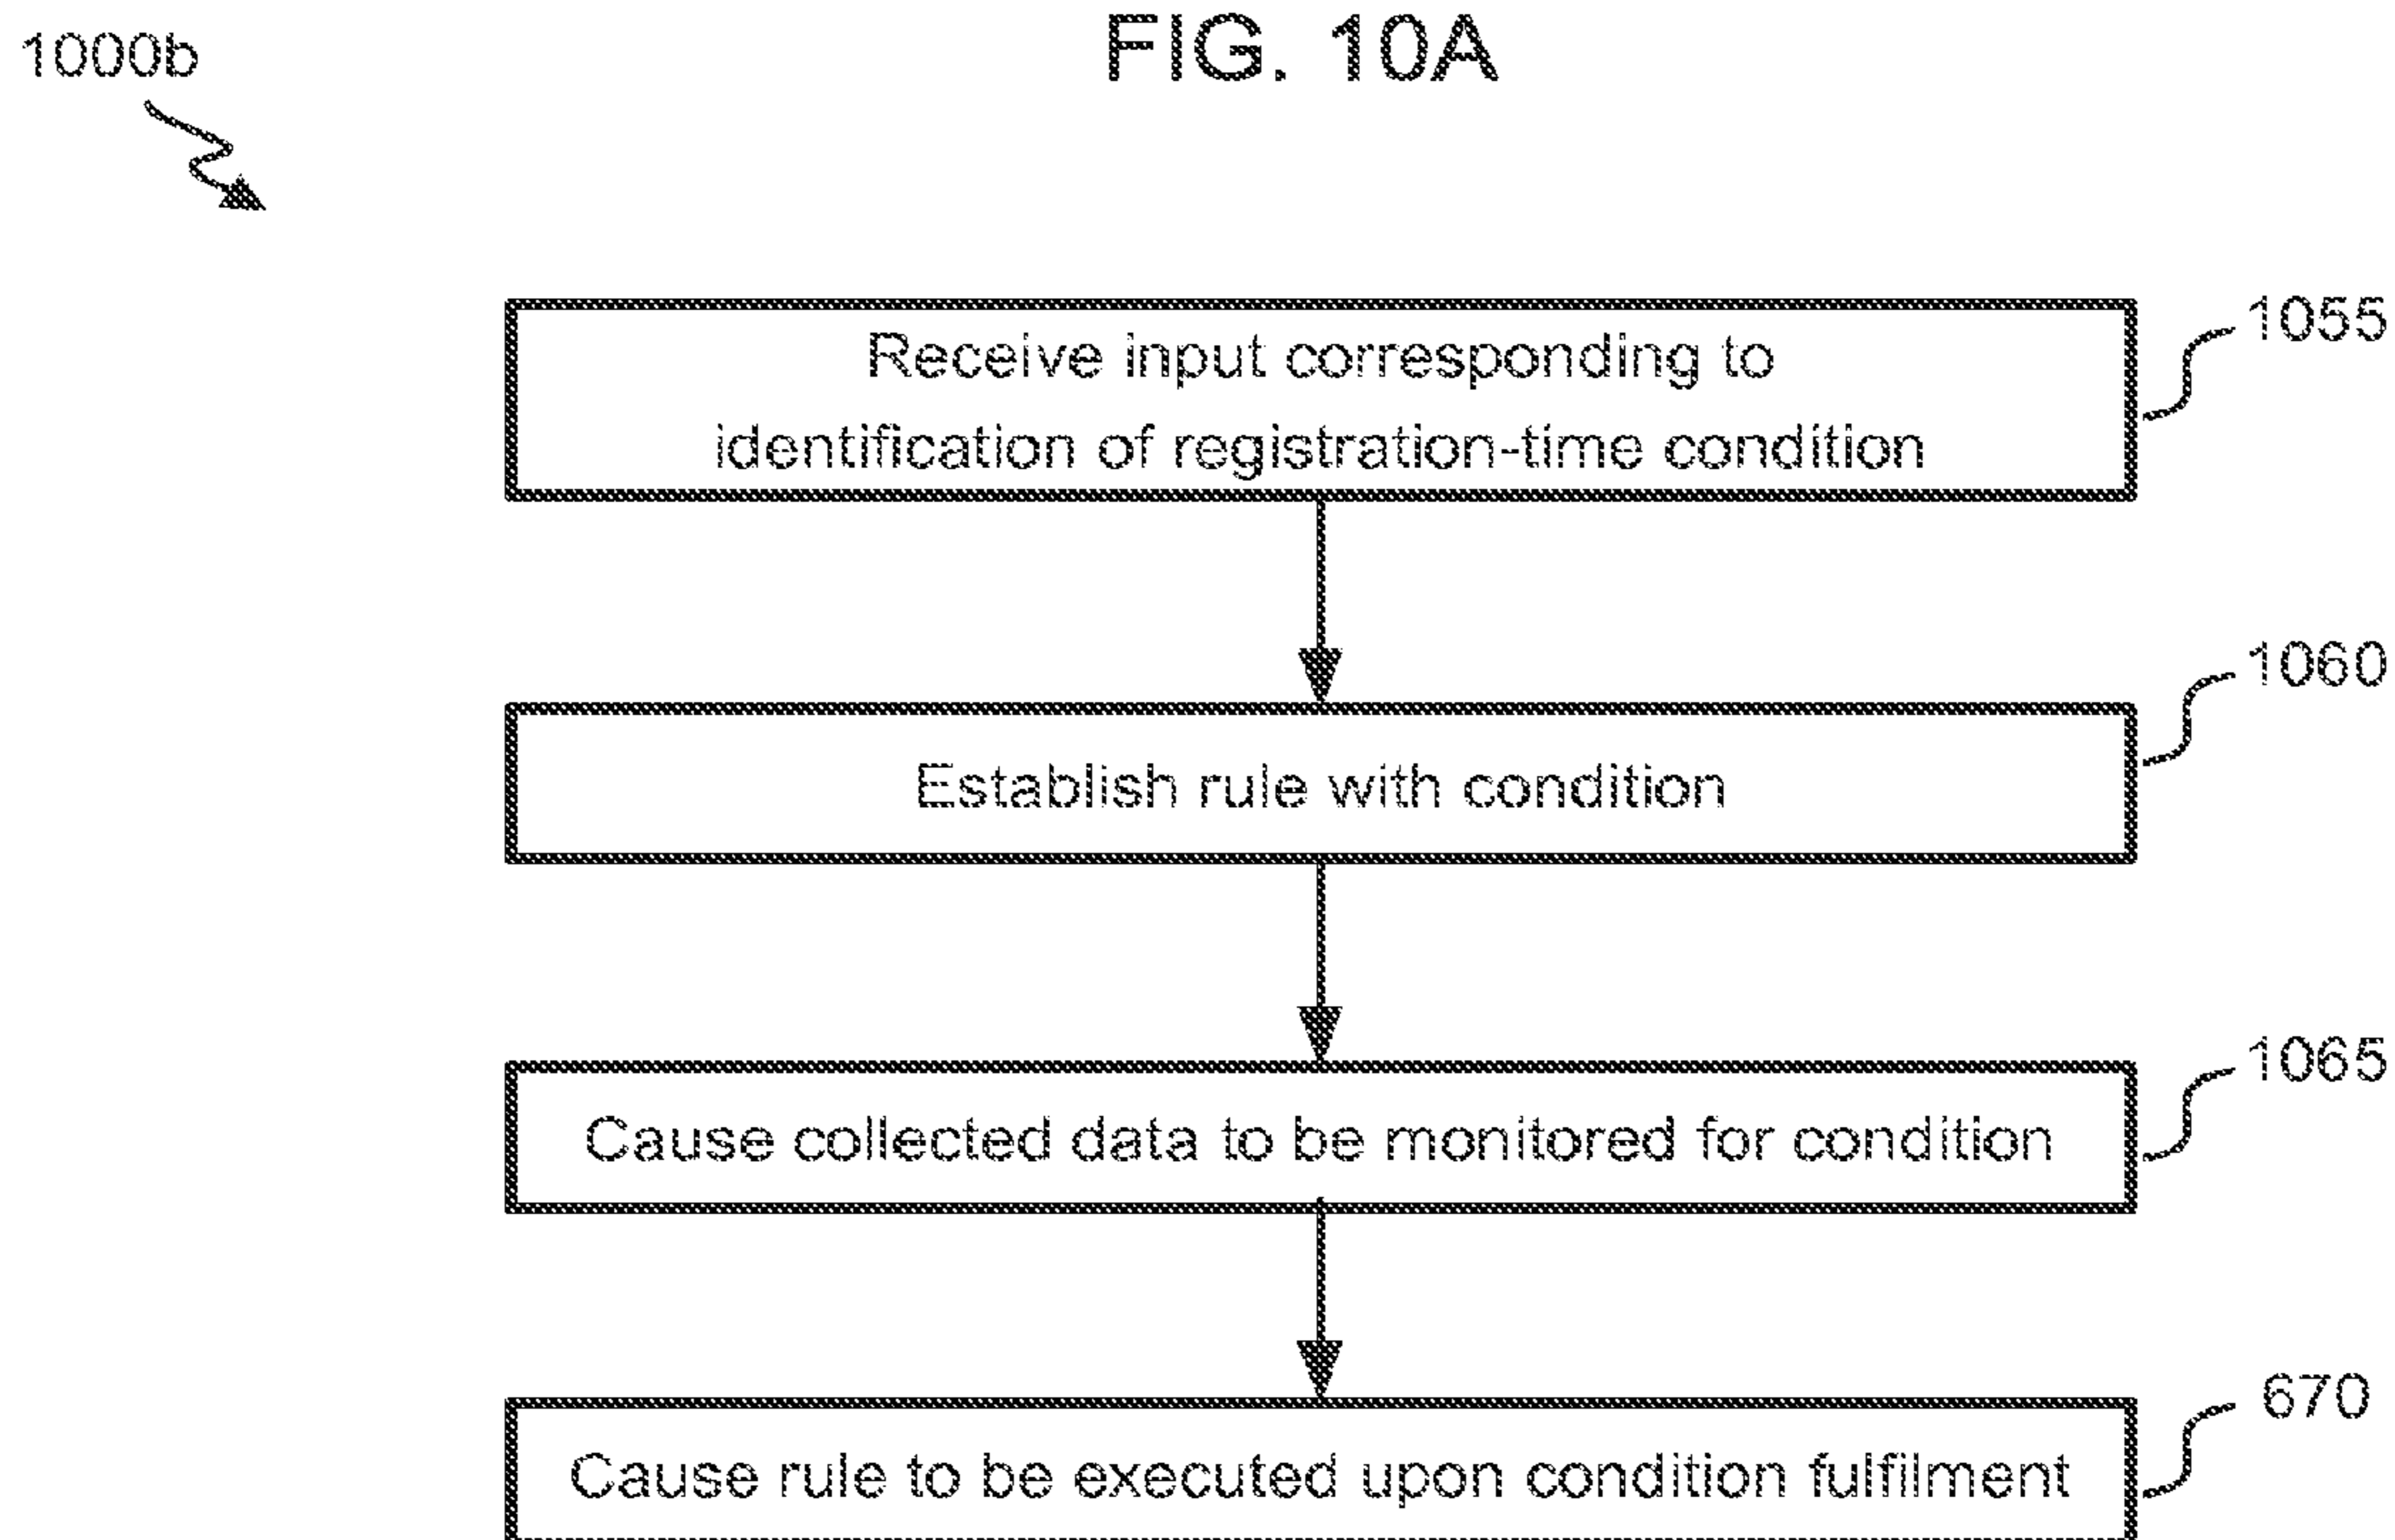 FIG. 10A
1000b
Receive input corresponding to
identification of registration-time condition
1055
Establish rule with condition
1060
Cause collected data to be monitored for condition
1065
Cause rule to be executed upon condition fulfilment
670